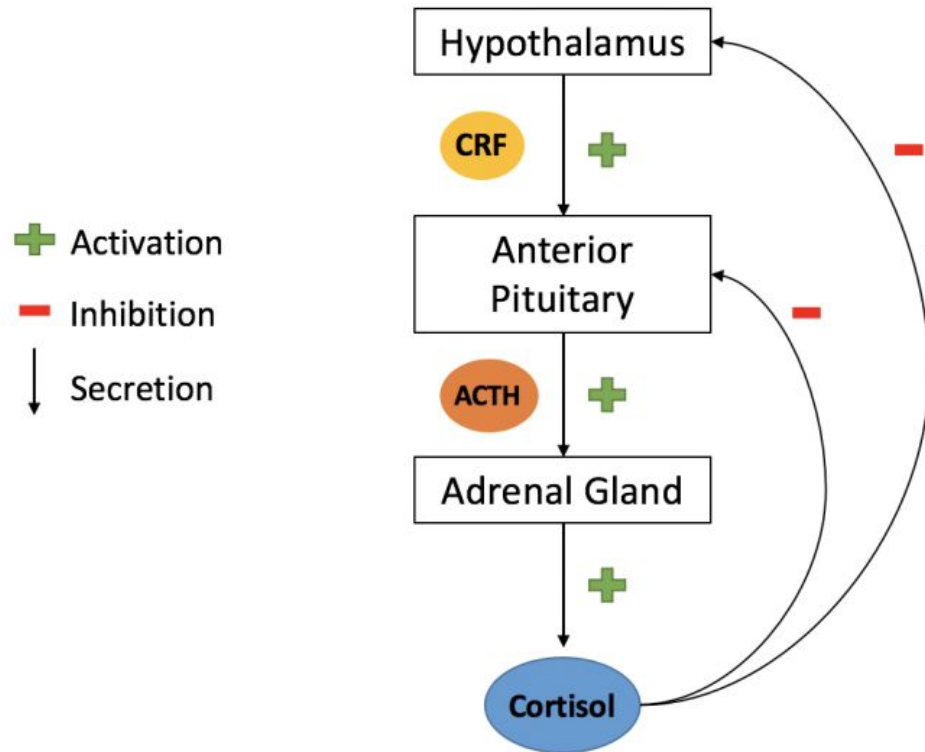 Hypothalamus
CRF
Anterior
Pituitary
Activation
Inhibition
Secretion
ACTH
Adrenal Gland
Cortisol